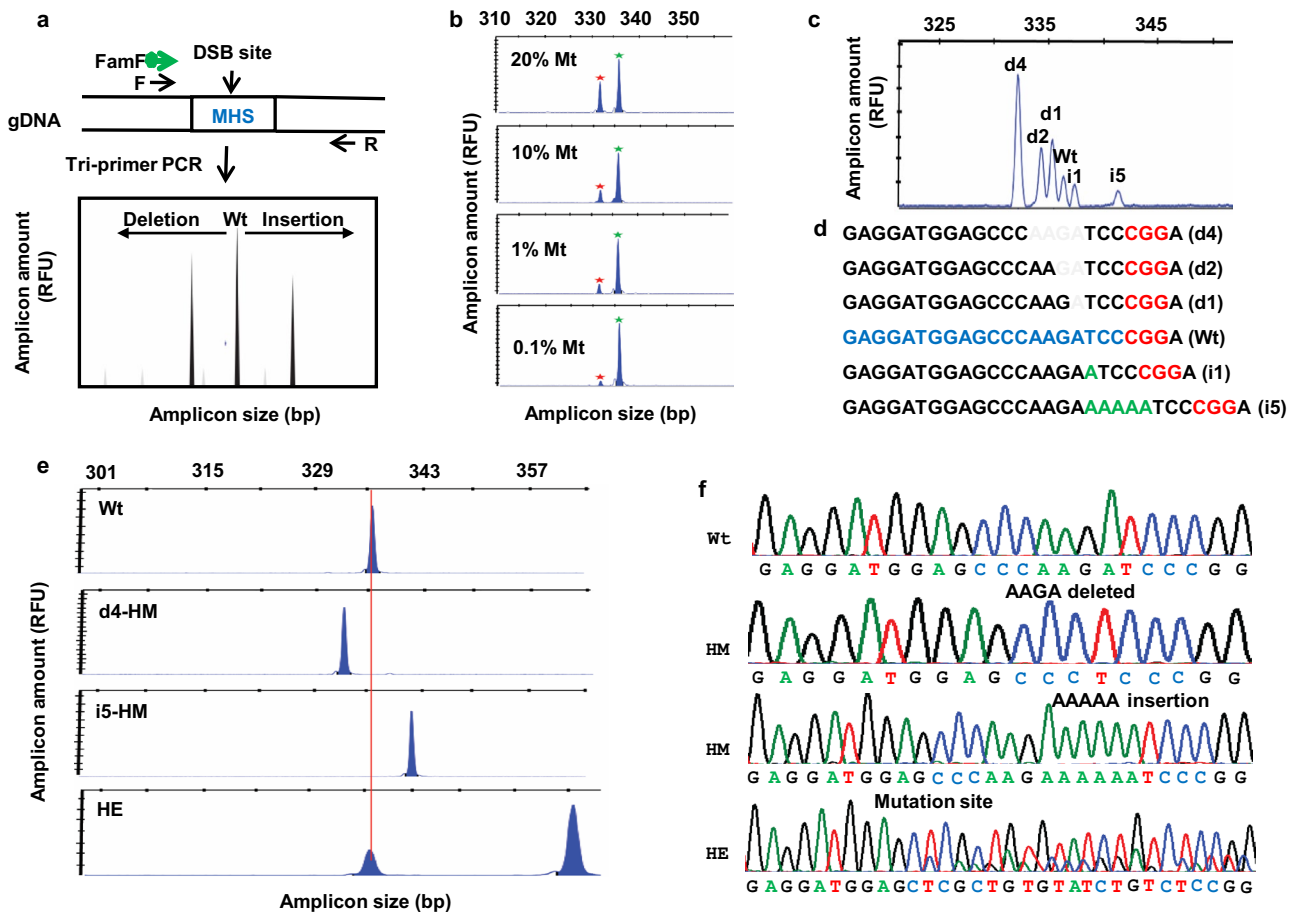 a
FamF
F
DSB site
gDNA
MHS
R
Tri-primer PCR
Deletion Wt Insertion
Amplicon amount
(RFU)
Amplicon size (bp)
b
310 320 330 340 350
20% Mt
10% Mt
1% Mt
0.1% Mt
Amplicon amount (RFU)
Amplicon size (bp)
c
325 335 345
d4
d2
d1
Wt
i1
i5
Amplicon amount
(RFU)
d
GAGGATGGAGCCCAAGATCCCGGA (d4)
GAGGATGGAGCCCAAGATCCCGGA (d2)
GAGGATGGAGCCCAAGATCCCGGA (d1)
GAGGATGGAGCCCAAGATCCCGGA (Wt)
GAGGATGGAGCCCAAGAATCCCGGA (i1)
GAGGATGGAGCCCAAGAAAAAATCCCGGA (i5)
e
301 315 329 343 357
Wt
d4-HM
i5-HM
HE
Amplicon amount (RFU)
Amplicon size (bp)
f
Wt
GAGGATGGAGCCCAAGATCCCGG
AAGA deleted
HM
GAGGATGGAGCCCTCCCGG
AAAAA insertion
HM
GAGGATGGAGCCCAAGAAAAAATCCCGG
Mutation site
HE
GAGGATGGAGCTCGCTGTGTATCTGTCTCCGG